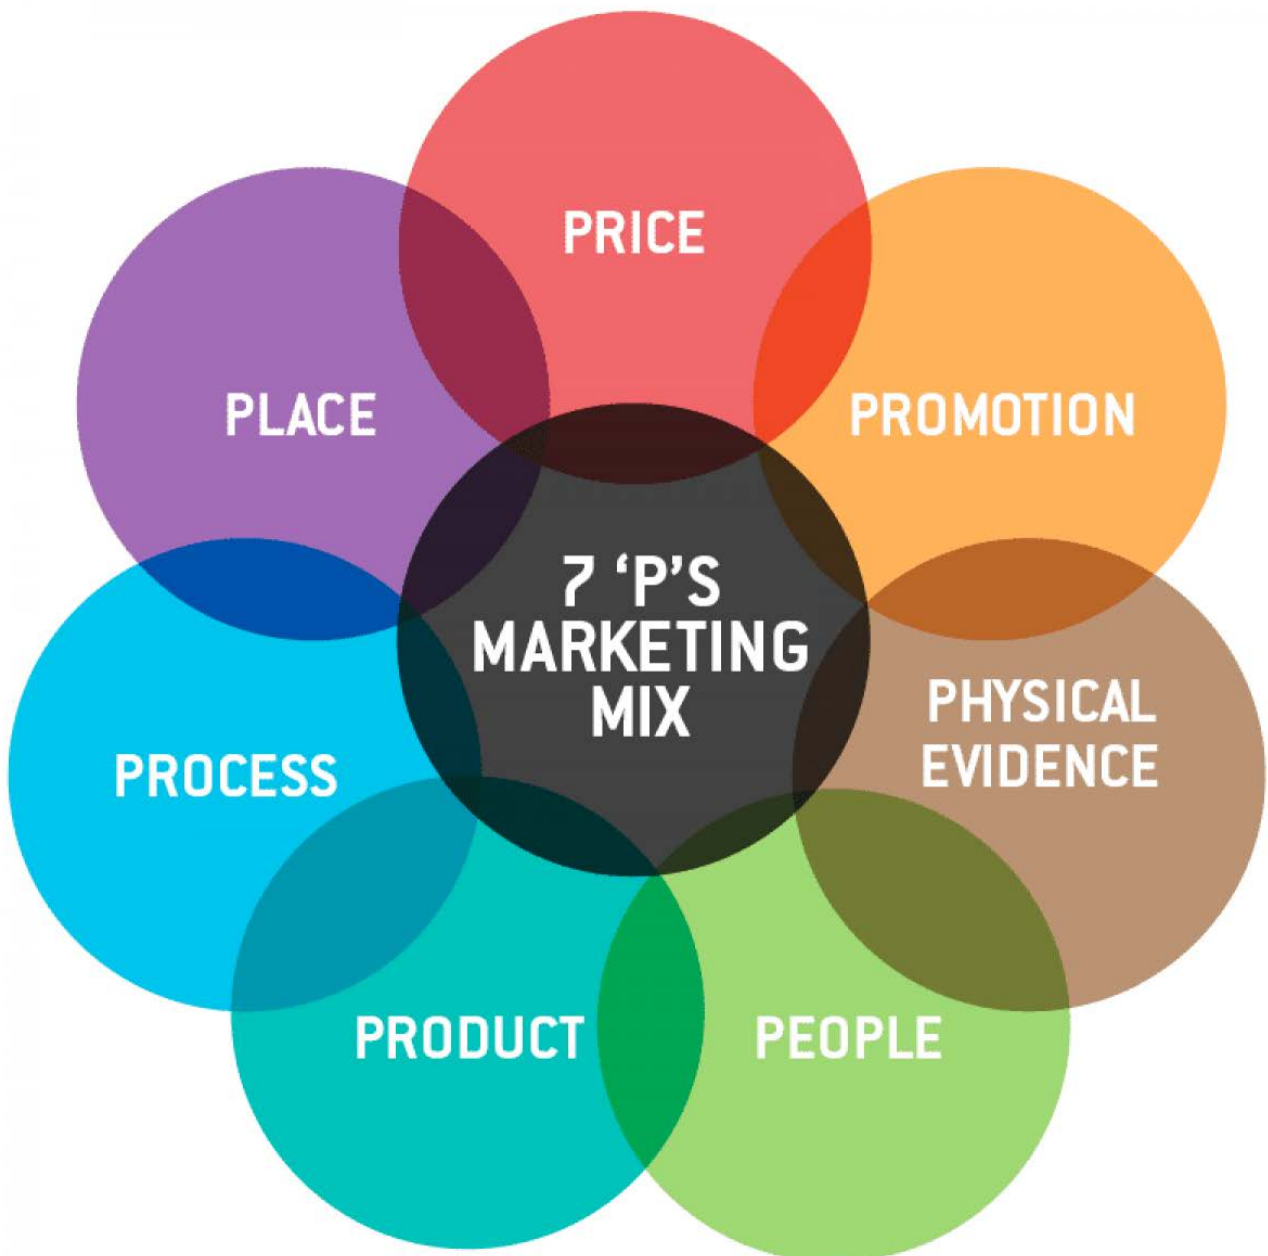 PRICE
PLACE
PROMOTION
7 ‘P’S
MARKETING
MIX
PHYSICAL
EVIDENCE
PROCESS
PRODUCT
PEOPLE